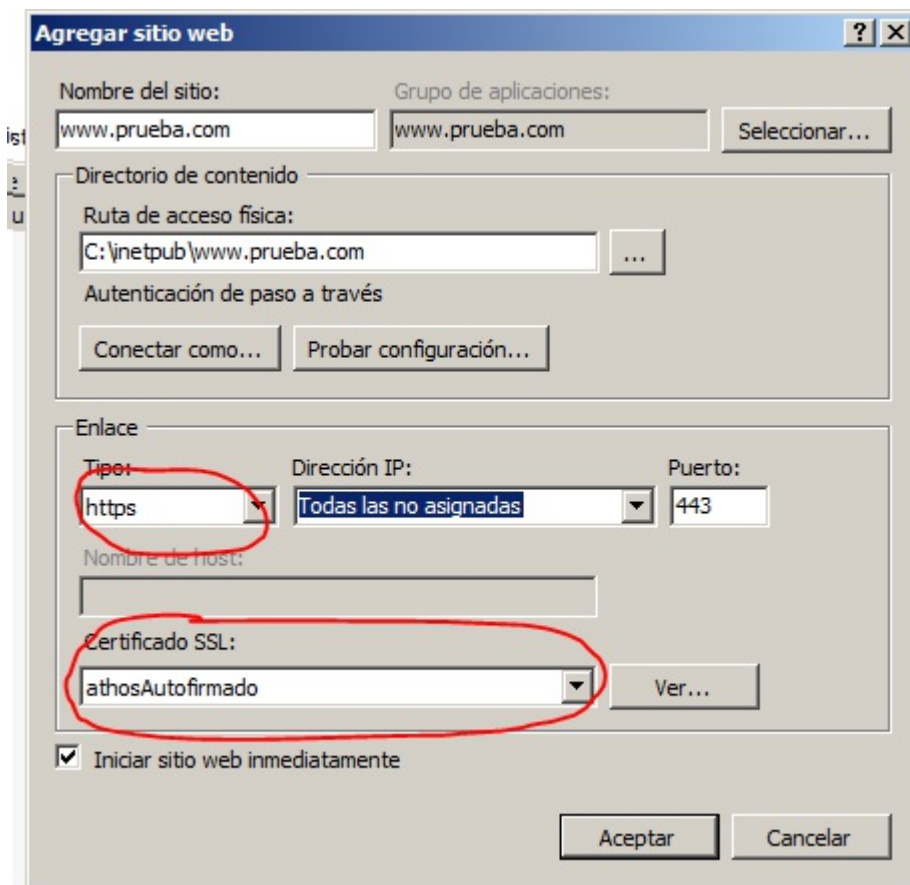 Agregar sitio web
Nombre del sitio: Grupo de aplicaciones:
www.prueba.com www.prueba.com Seleccionar...
Directorio de contenido
Ruta de acceso física:
C:\inetpub\www.prueba.com ...
Autenticación de paso a través
Conectar como... Probar configuración...
Enlace
Tipo: Dirección IP: Puerto:
https Todas las no asignadas 443
Nombre de host:
Certificado SSL:
athosAutofirmado Ver...
Iniciar sitio web inmediatamente
Aceptar Cancelar